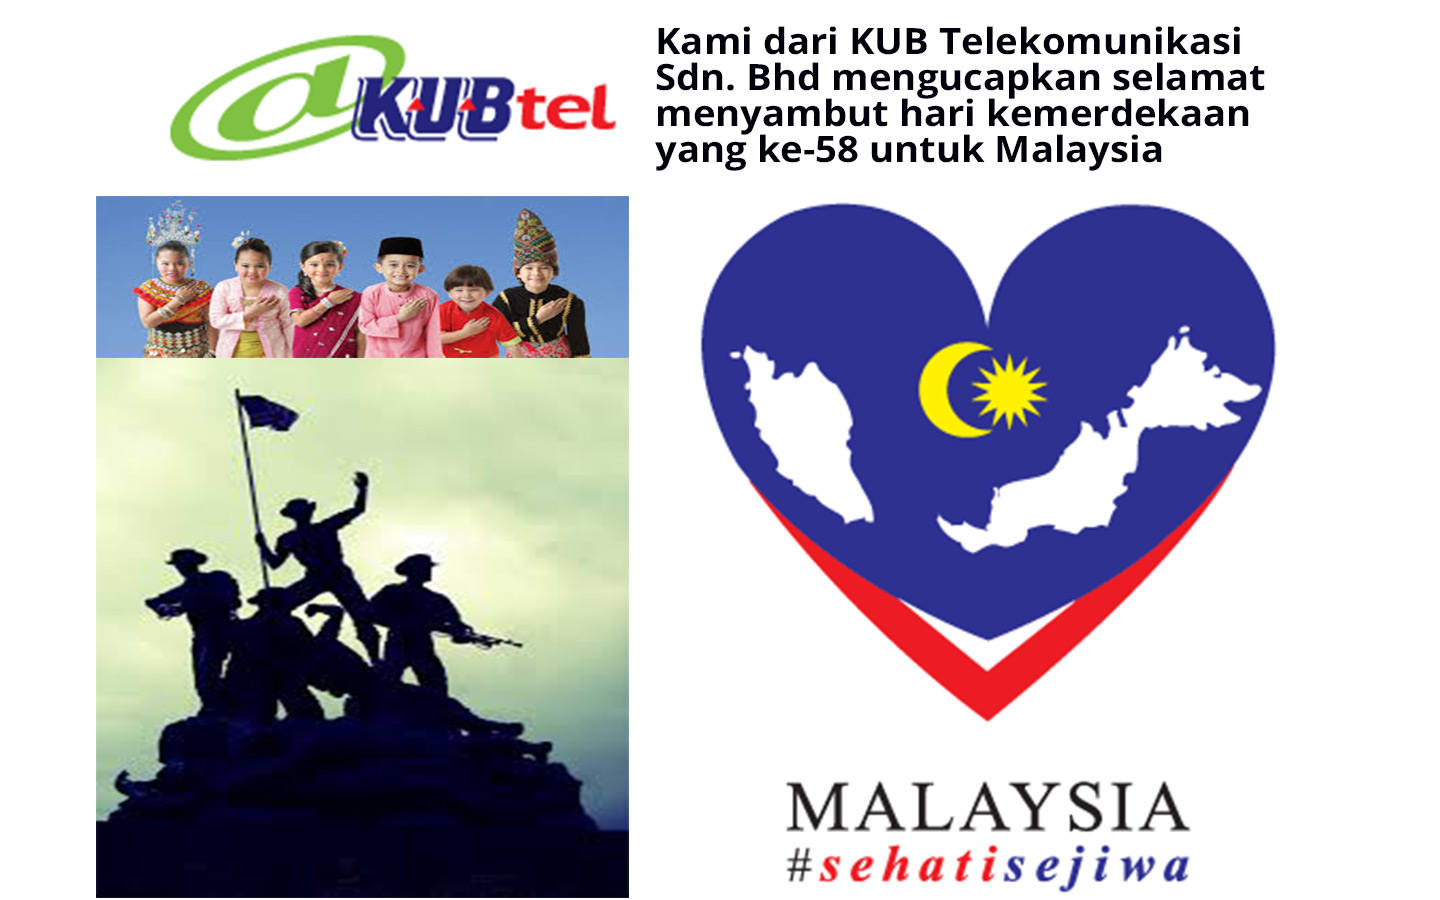 @KUBtel
Kami dari KUB Telekomunikasi
Sdn. Bhd mengucapkan selamat
menyambut hari kemerdekaan
yang ke-58 untuk Malaysia
MALAYSIA
#sehatisejiwa